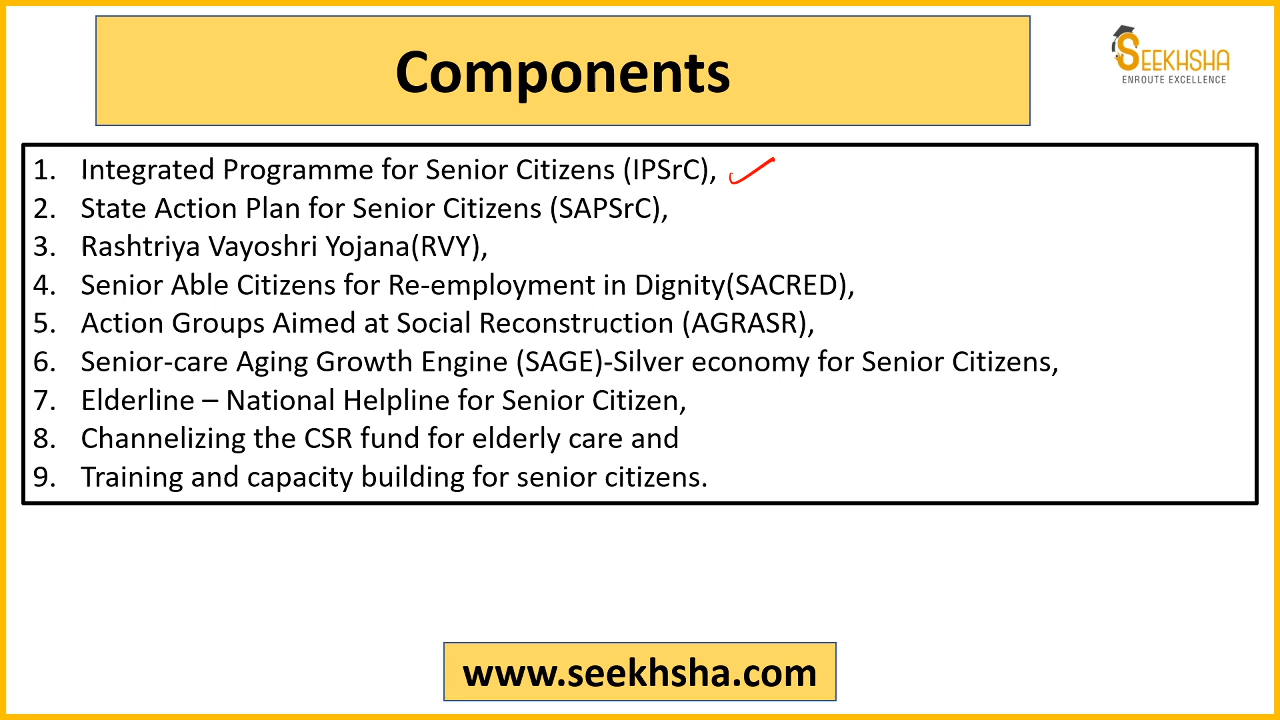 Components
SEEKHSHA
ENROUTE EXCELLENCE
1. Integrated Programme for Senior Citizens (IPSrC),
2. State Action Plan for Senior Citizens (SAPSrC),
3. Rashtriya Vayoshri Yojana(RVY),
4. Senior Able Citizens for Re-employment in Dignity(SACRED),
5. Action Groups Aimed at Social Reconstruction (AGRASR),
6. Senior-care Aging Growth Engine (SAGE)-Silver economy for Senior Citizens,
7. Elderline – National Helpline for Senior Citizen,
8. Channelizing the CSR fund for elderly care and
9. Training and capacity building for senior citizens.
www.seekhsha.com